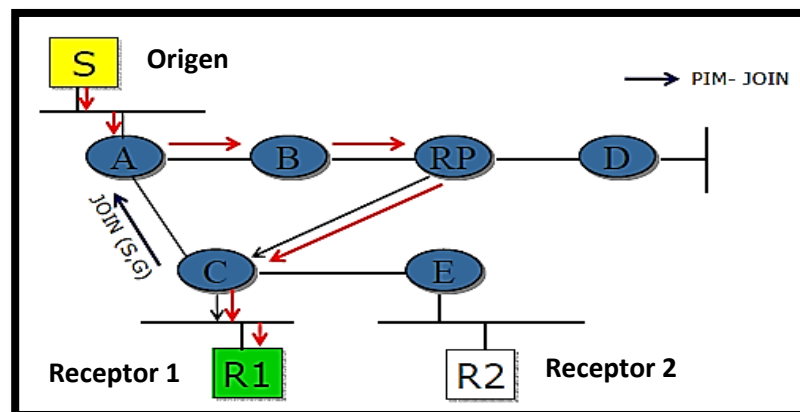 S
Origen
PIM- JOIN
A
B
RP
D
JOIN (S,G)
C
E
Receptor 1
R1
R2
Receptor 2